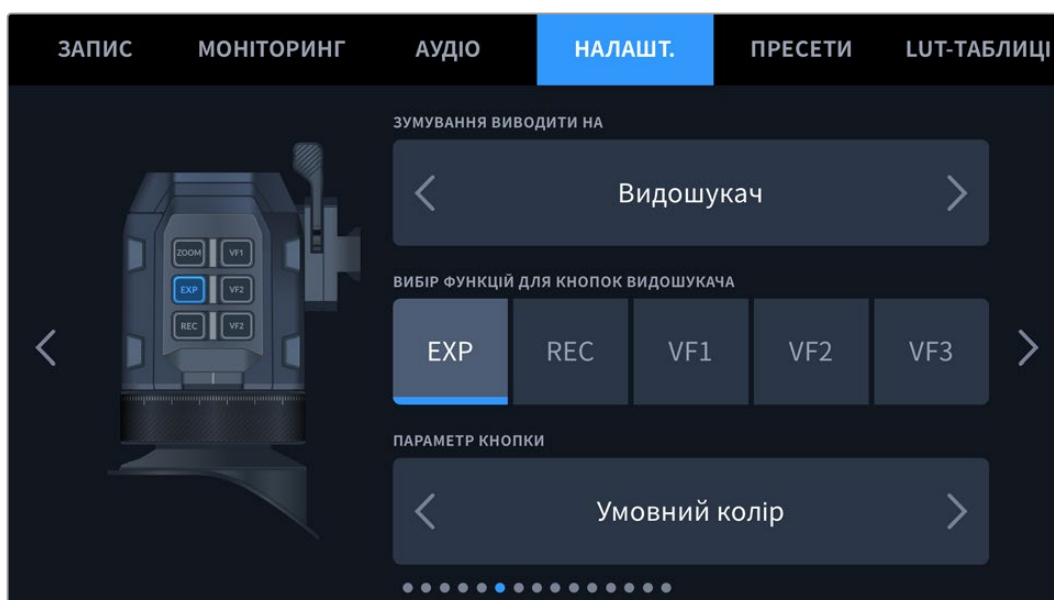 ЗАПИС МОНІТОРИНГ АУДІО НАЛАШТ. ПРЕСЕТИ LUT-ТАБЛИЦІ
ЗУМУВАННЯ ВИВОДИТИ НА
Видошукач
ZOOM VF1
EXP VF2
REC VF2
ВИБІР ФУНКЦІЙ ДЛЯ КНОПОК ВИДОШУКАЧА
EXP REC VF1 VF2 VF3
ПАРАМЕТР КНОПКИ
Умовний колір